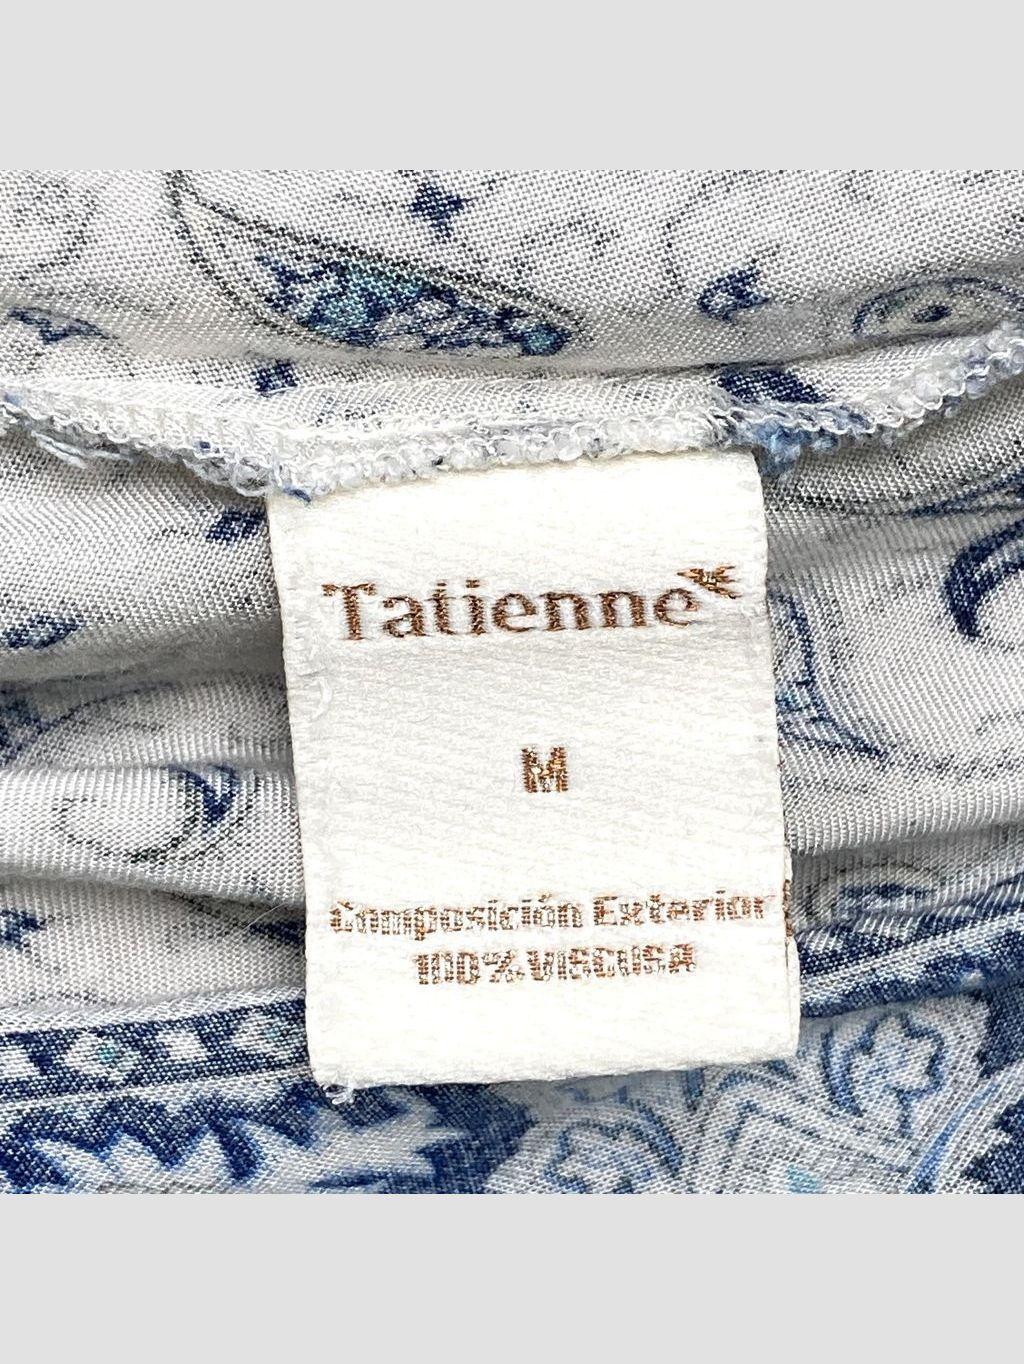 Tatienne
M
Composición Exterior
100% VISCOSA